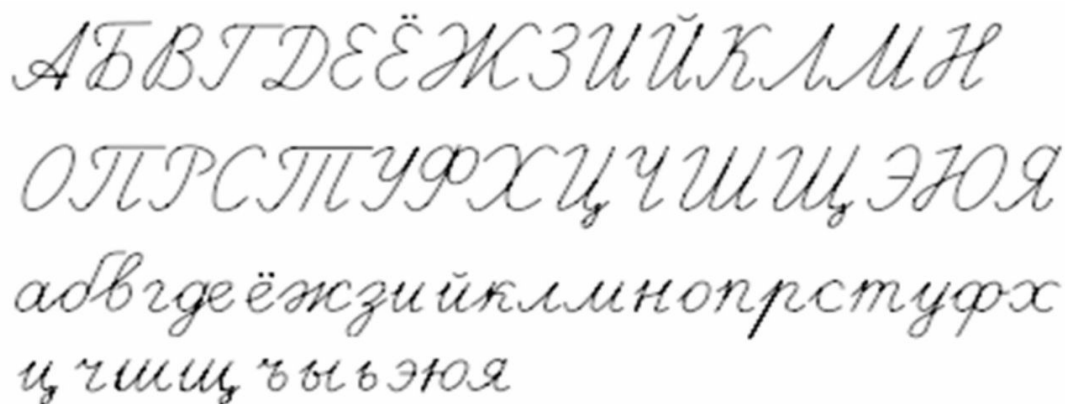 АБВГДЕЁЖЗИЙКЛМН
ОПРСТУФХЦЧШЩЭЮЯ
абвгдеёжзийклмнопрстуфх
цчшщъыьэюя